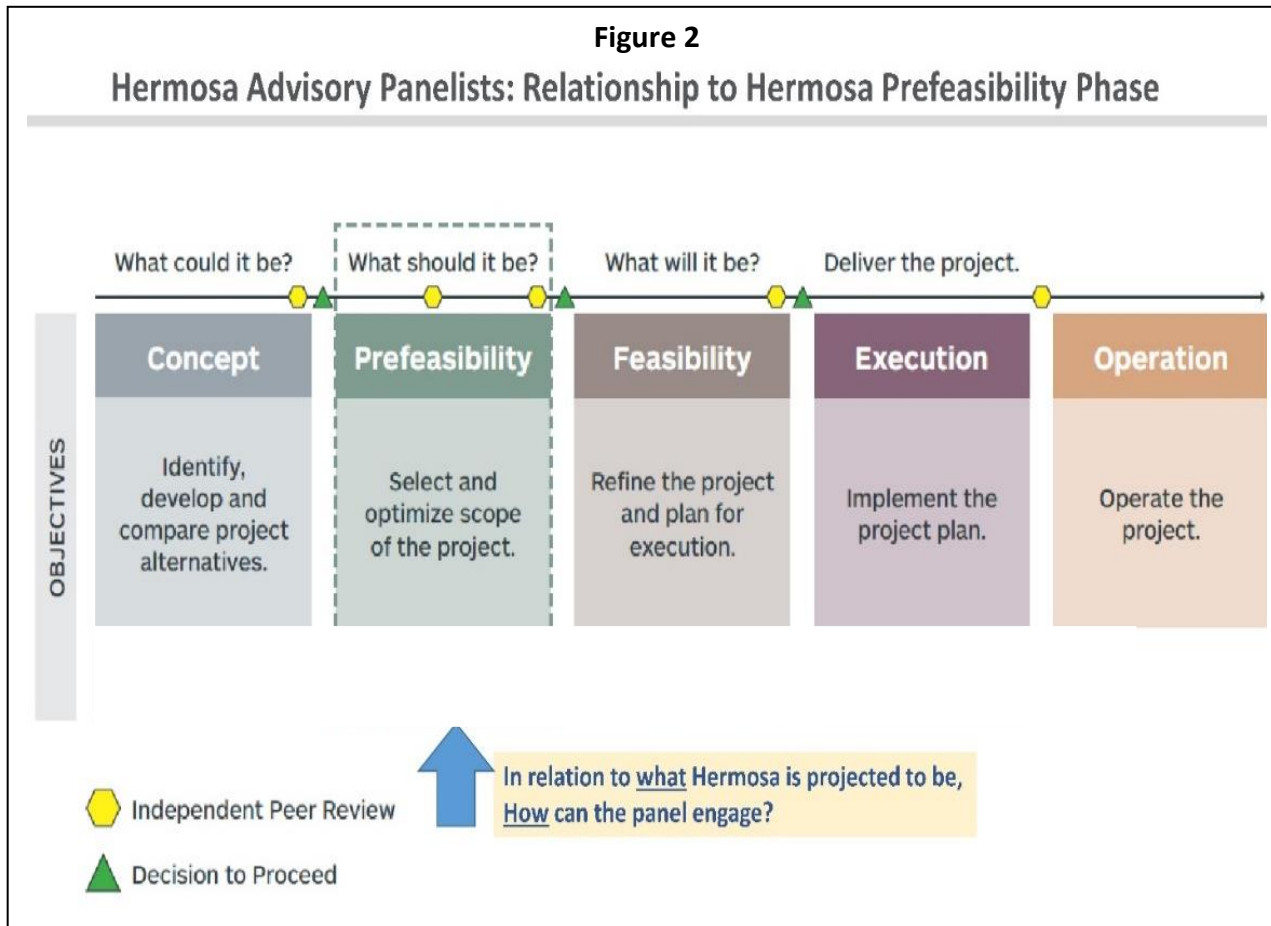 Figure 2
Hermosa Advisory Panelists: Relationship to Hermosa Prefeasibility Phase
What could it be?
What should it be?
What will it be?
Deliver the project.
OBJECTIVES
Concept
Identify,
develop and
compare project
alternatives.
Prefeasibility
Select and
optimize scope
of the project.
Feasibility
Refine the project
and plan for
execution.
Execution
Implement the
project plan.
Operation
Operate the
project.
In relation to what Hermosa is projected to be,
How can the panel engage?
Independent Peer Review
Decision to Proceed